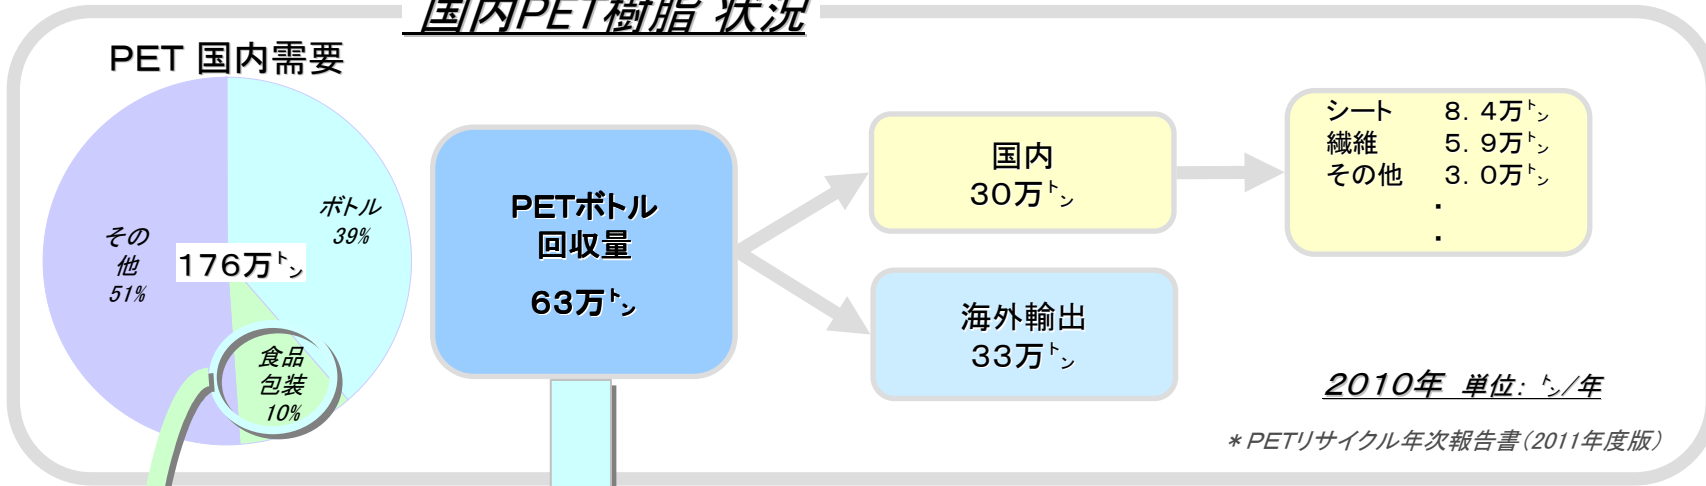 国内PET樹脂 状況
PET 国内需要
ボトル
39%
その
他
51%
176万トン
食品
包装
10%
PETボトル
回収量
63万トン
国内
30万トン
海外輸出
33万トン
シート 8.4万トン
繊維 5.9万トン
その他 3.0万トン
・
・
2010年 単位:トン/年
*PETリサイクル年次報告書(2011年度版)